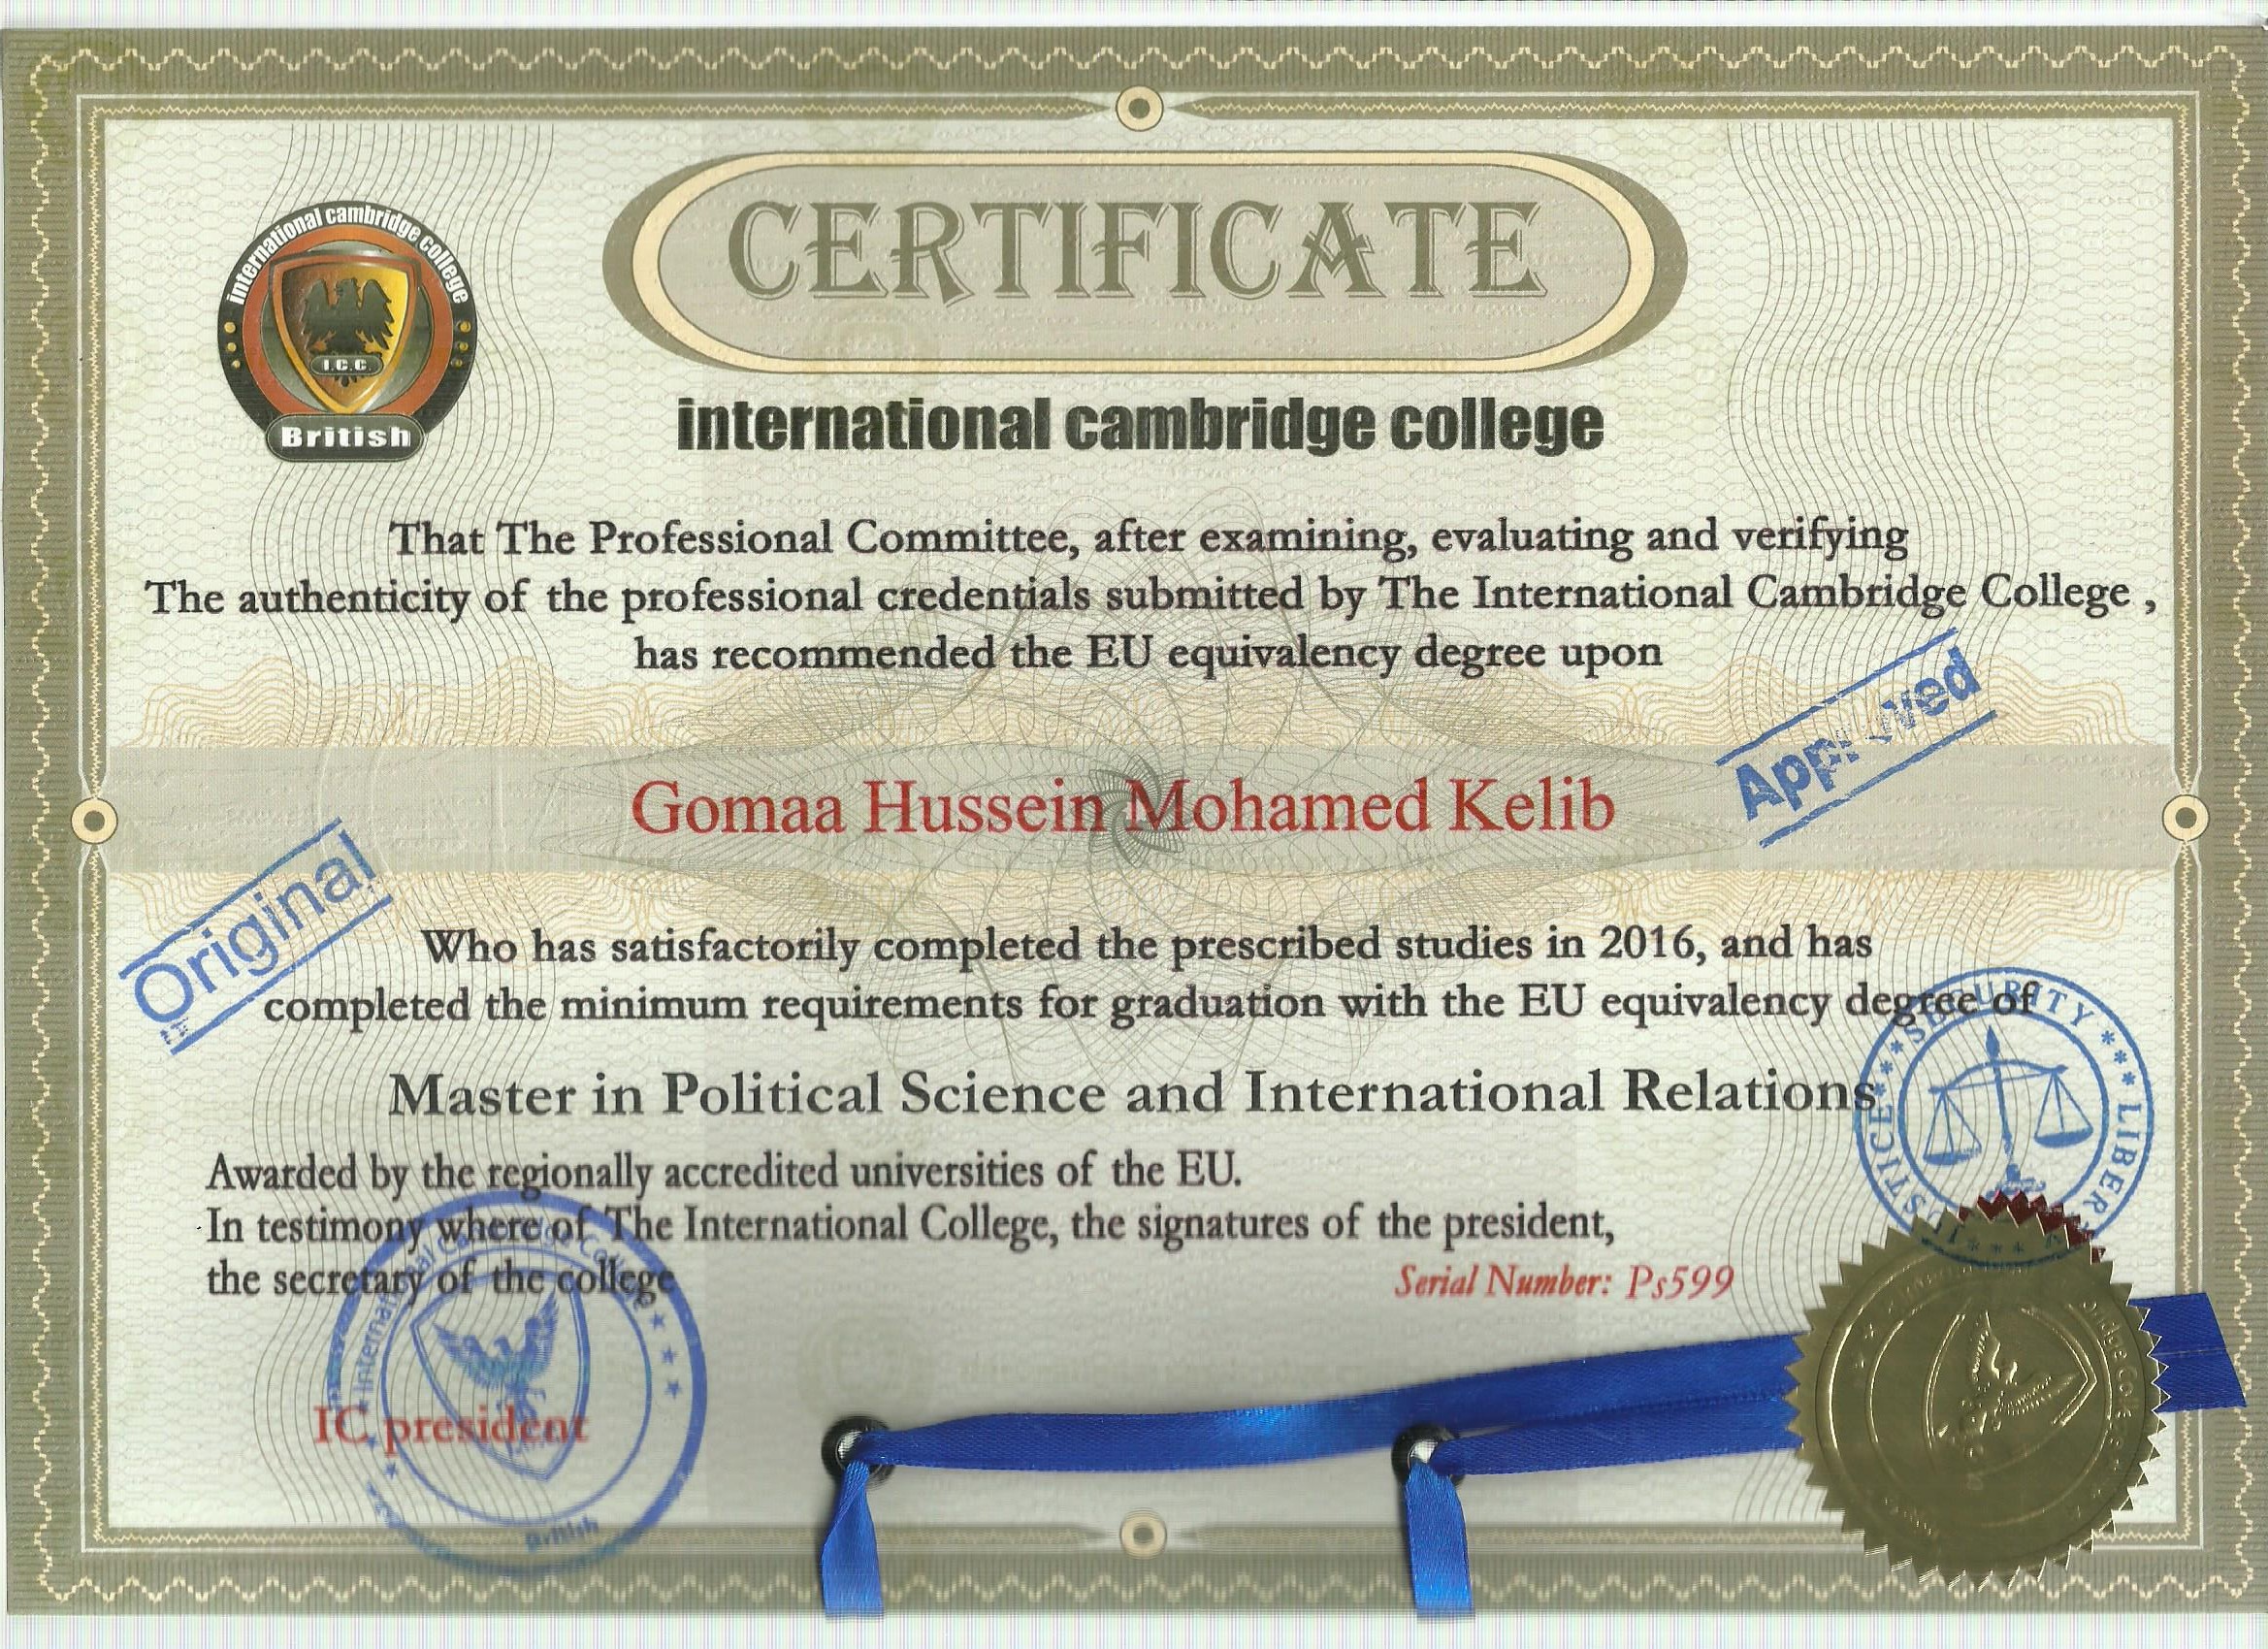 CERTIFICATE
international cambridge college
I.C.C.
British
international cambridge college
That The Professional Committee, after examining, evaluating and verifying
The authenticity of the professional credentials submitted by The International Cambridge College ,
has recommended the EU equivalency degree upon
Approved
Gomaa Hussein Mohamed Kelib
Original
Who has satisfactorily completed the prescribed studies in 2016, and has
completed the minimum requirements for graduation with the EU equivalency degree of
SECURITY *** LIBER
USTICE ***
Master in Political Science and International Relations
Awarded by the regionally accredited universities of the EU.
In testimony where of The International College, the signatures of the president,
the secretary of the college
Serial Number: Ps599
IC president
International
British